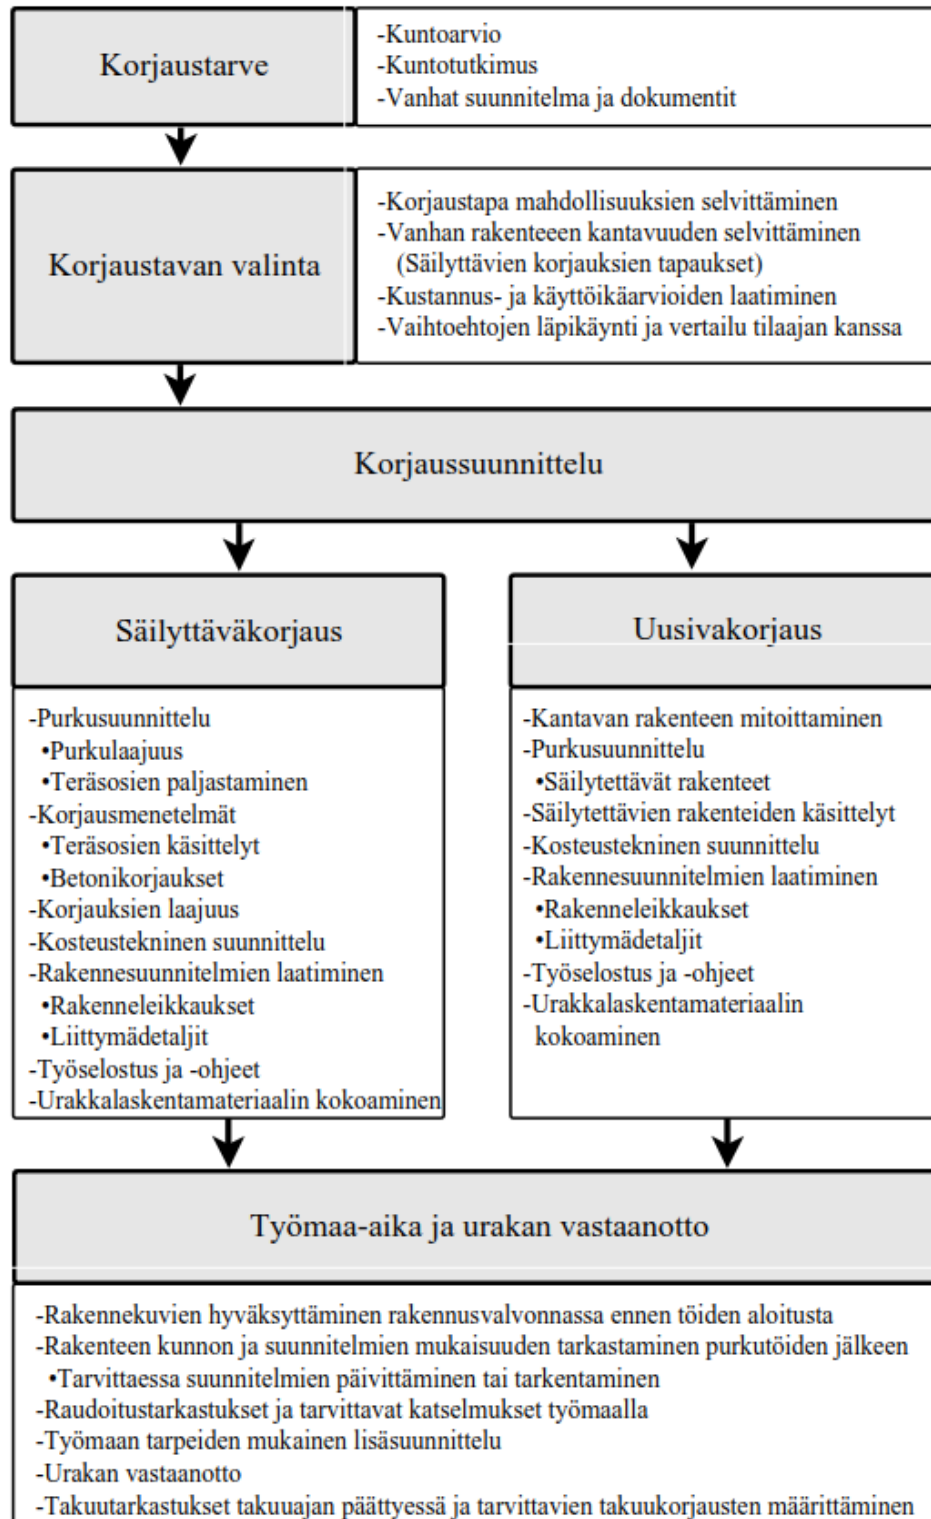 Korjaustarve
-Kuntoarvio
-Kuntotutkimus
-Vanhat suunnitelma ja dokumentit
Korjaustavan valinta
-Korjaustapa mahdollisuuksien selvittäminen
-Vanhan rakenteeen kantavuuden selvittäminen
(Säilyttävien korjauksien tapaukset)
-Kustannus- ja käyttöikäarvioiden laatiminen
-Vaihtoehtojen läpikäynti ja vertailu tilaajan kanssa
Korjaussuunnittelu
Säilyttäväkorjaus
-Purkusuunnittelu
•Purkulaajuus
•Teräsosien paljastaminen
-Korjausmenetelmät
•Teräsosien käsittelyt
•Betonikorjaukset
-Korjauksien laajuus
-Kosteustekninen suunnittelu
-Rakennesuunnitelmien laatiminen
•Rakenneleikkaukset
•Liittymädetaljit
-Työselostus ja -ohjeet
-Urakkalaskentamateriaalin kokoaminen
Uusivakorjaus
-Kantavan rakenteen mitoittaminen
-Purkusuunnittelu
•Säilytettävät rakenteet
-Säilytettävien rakenteiden käsittelyt
-Kosteustekninen suunnittelu
-Rakennesuunnitelmien laatiminen
•Rakenneleikkaukset
•Liittymädetaljit
-Työselostus ja -ohjeet
-Urakkalaskentamateriaalin
kokoaminen
Työmaa-aika ja urakan vastaanotto
-Rakennekuvien hyväksyttäminen rakennusvalvonnassa ennen töiden aloitusta
-Rakenteen kunnon ja suunnitelmien mukaisuuden tarkastaminen purkutöiden jälkeen
•Tarvittaessa suunnitelmien päivittäminen tai tarkentaminen
-Raudoitustarkastukset ja tarvittavat katselmukset työmaalla
-Työmaan tarpeiden mukainen lisäsuunnittelu
-Urakan vastaanotto
-Takuutarkastukset takuuajan päättyessä ja tarvittavien takuukorjausten määrittäminen